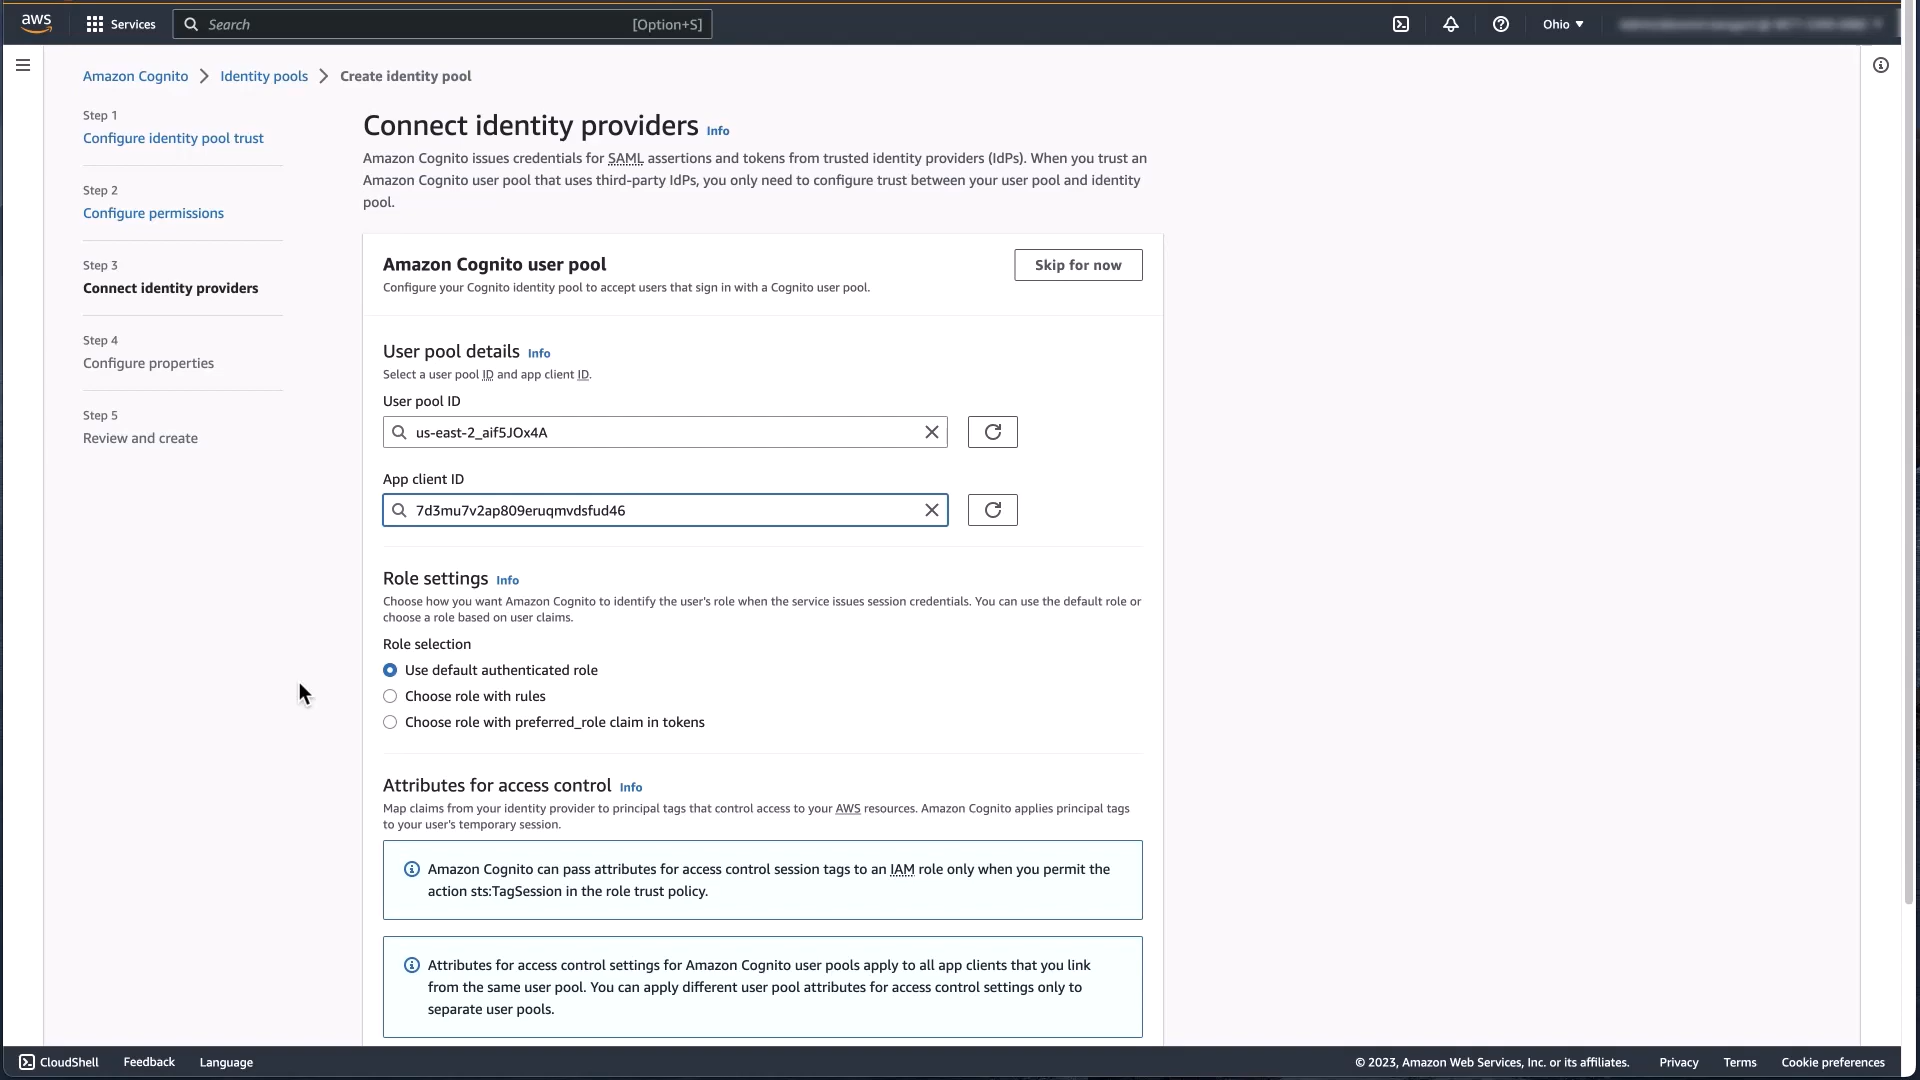 aws
Services
Search
[Option+S]
Ohio
Amazon Cognito
Identity pools
Create identity pool
Step 1
Configure identity pool trust
Step 2
Configure permissions
Step 3
Connect identity providers
Step 4
Configure properties
Step 5
Review and create
Connect identity providers Info
Amazon Cognito issues credentials for SAML assertions and tokens from trusted identity providers (IdPs). When you trust an
Amazon Cognito user pool that uses third-party IdPs, you only need to configure trust between your user pool and identity
pool.
Amazon Cognito user pool
Skip for now
Configure your Cognito identity pool to accept users that sign in with a Cognito user pool.
User pool details Info
Select a user pool ID and app client ID.
User pool ID
us-east-2_aif5JOx4A
App client ID
7d3mu7v2ap809eruqmvdsfud46
Role settings Info
Choose how you want Amazon Cognito to identify the user's role when the service issues session credentials. You can use the default role or
choose a role based on user claims.
Role selection
Use default authenticated role
Choose role with rules
Choose role with preferred_role claim in tokens
Attributes for access control Info
Map claims from your identity provider to principal tags that control access to your AWS resources. Amazon Cognito applies principal tags
to your user's temporary session.
Amazon Cognito can pass attributes for access control session tags to an IAM role only when you permit the
action sts:TagSession in the role trust policy.
Attributes for access control settings for Amazon Cognito user pools apply to all app clients that you link
from the same user pool. You can apply different user pool attributes for access control settings only to
separate user pools.
CloudShell
Feedback
Language
© 2023, Amazon Web Services, Inc. or its affiliates.
Privacy
Terms
Cookie preferences